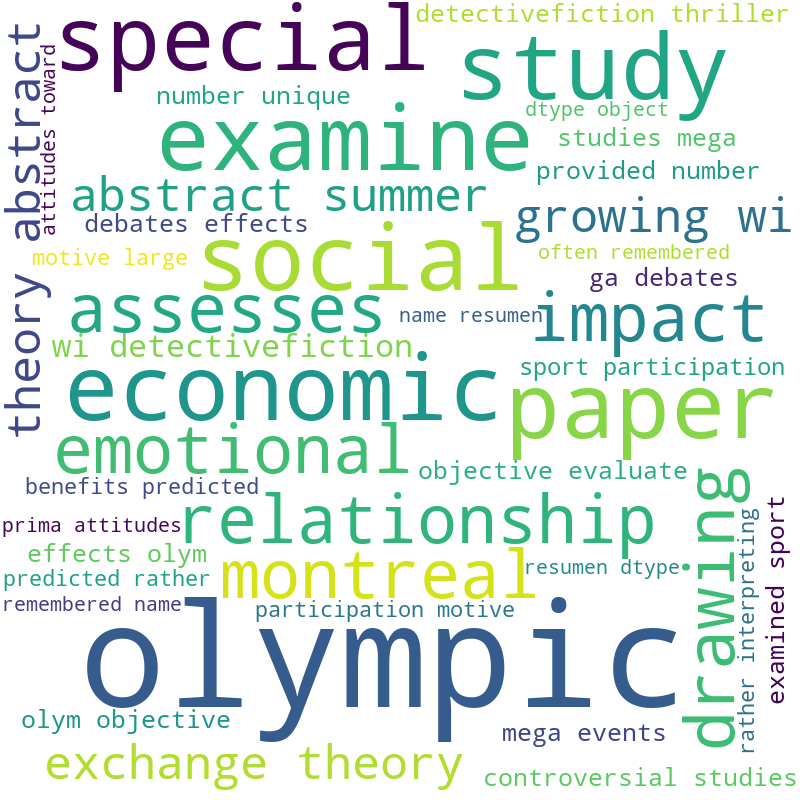 special
detectivefiction thriller
study
theory abstract
attitudes toward
number unique
dtype object
examine
studies mega
provided number
abstract summer
growing wi
debates effects
social
often remembered
motive large
ga debates
assesses
name resumen
impact
wi detectivefiction
sport participation
economic
paper
emotional
objective evaluate
benefits predicted
relationship
drawing
prima attitudes
examined sport
rather interpreting
effects olym
montreal
resumen dtype
predicted rather
remembered name
participation motive
olympic
olym objective
mega events
exchange theory
controversial studies